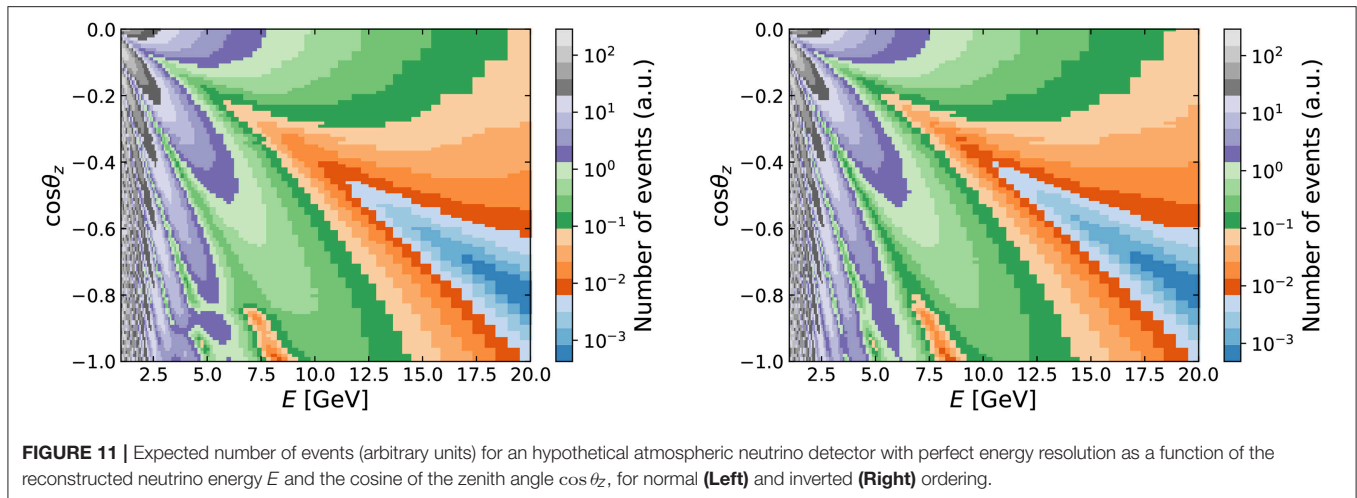 0.0
−0.2
−0.4
−0.6
−0.8
−1.0
cosθz
2.5 5.0 7.5 10.0 12.5 15.0 17.5 20.0
E [GeV]
10²
10¹
10⁰
10⁻¹
10⁻²
10⁻³
Number of events (a.u.)
0.0
−0.2
−0.4
−0.6
−0.8
−1.0
cosθz
2.5 5.0 7.5 10.0 12.5 15.0 17.5 20.0
E [GeV]
10²
10¹
10⁰
10⁻¹
10⁻²
10⁻³
Number of events (a.u.)
FIGURE 11 | Expected number of events (arbitrary units) for an hypothetical atmospheric neutrino detector with perfect energy resolution as a function of the
reconstructed neutrino energy E and the cosine of the zenith angle cos θz, for normal (Left) and inverted (Right) ordering.